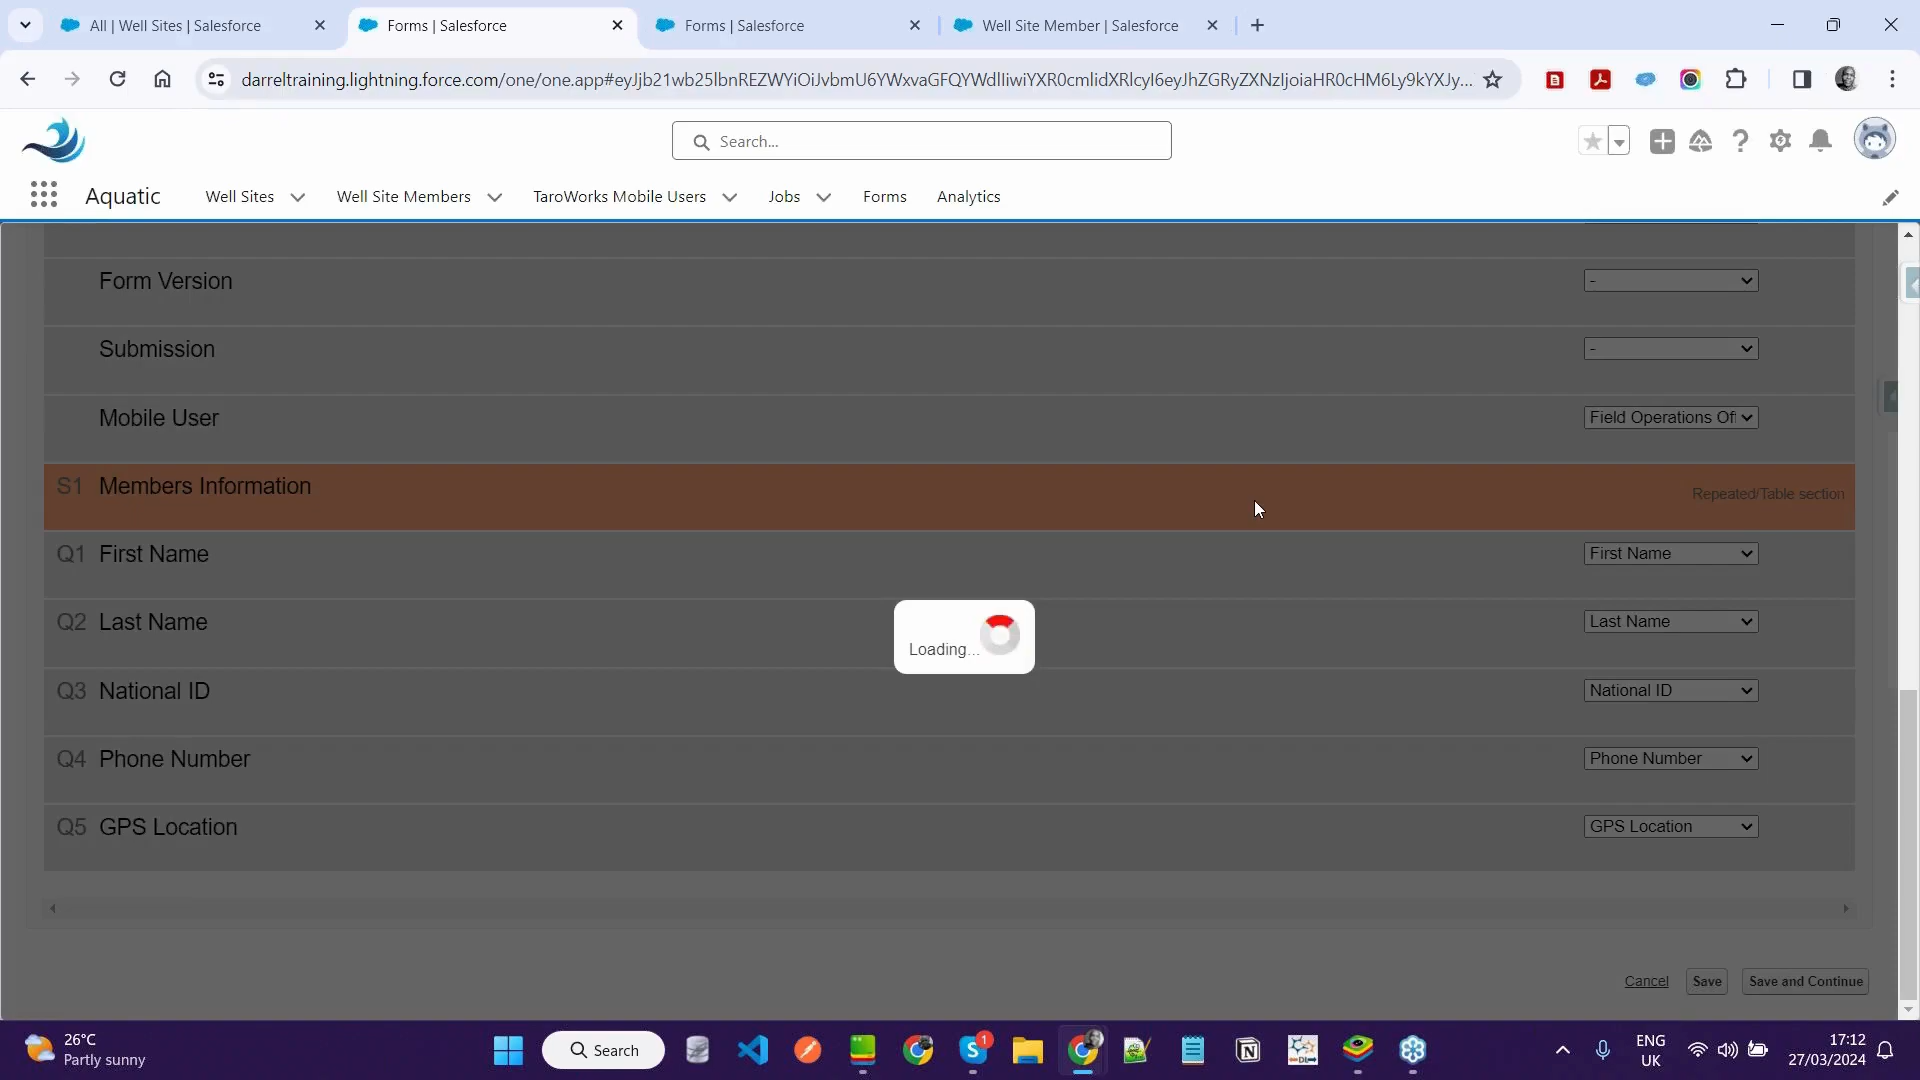 All | Well Sites | Salesforce
Forms | Salesforce
Forms | Salesforce
Well Site Member | Salesforce
darreltraining.lightning.force.com/one/one.app#eyJjb21wb25lbnREZWYiOiJvbmU6YWxvaGFQYWdlIiwiYXR0cmlidXRlcyI6eyJhZGRyZXNzIjoiaHR0cHM6Ly9kYXJy...
Search...
Aquatic
Well Sites
Well Site Members
TaroWorks Mobile Users
Jobs
Forms
Analytics
Form Version
-
Submission
-
Mobile User
Field Operations Of
S1 Members Information
Repeated/Table section
Q1 First Name
First Name
Q2 Last Name
Last Name
Loading...
Q3 National ID
National ID
Q4 Phone Number
Phone Number
Q5 GPS Location
GPS Location
Cancel
Save
Save and Continue
26°C
Partly sunny
Search
1
DL
ENG
UK
17:12
27/03/2024